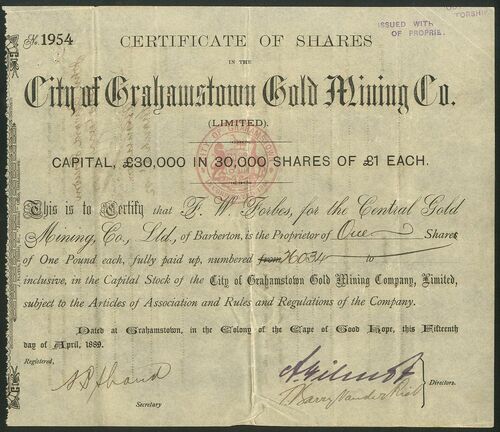 No. 1954
ISSUED WITH
OF PROPRIE
TORSHIP
CERTIFICATE OF SHARES
IN THE
City of Grahamstown Gold Mining Co.
(LIMITED).
CAPITAL, £30,000 IN 30,000 SHARES OF £1 EACH.
This is to Certify that F. W. Forbes, for the Central Gold
Mining, Co., Ltd., of Barberton, is the Proprietor of One Shares
of One Pound each, fully paid up, numbered from 26034 to
inclusive, in the Capital Stock of the City of Grahamstown Gold Mining Company, Limited,
subject to the Articles of Association and Rules and Regulations of the Company.
Dated at Grahamstown, in the Colony of the Cape of Good Hope, this Fifteenth
day of April, 1889.
Registered,
Secretary
Directors.